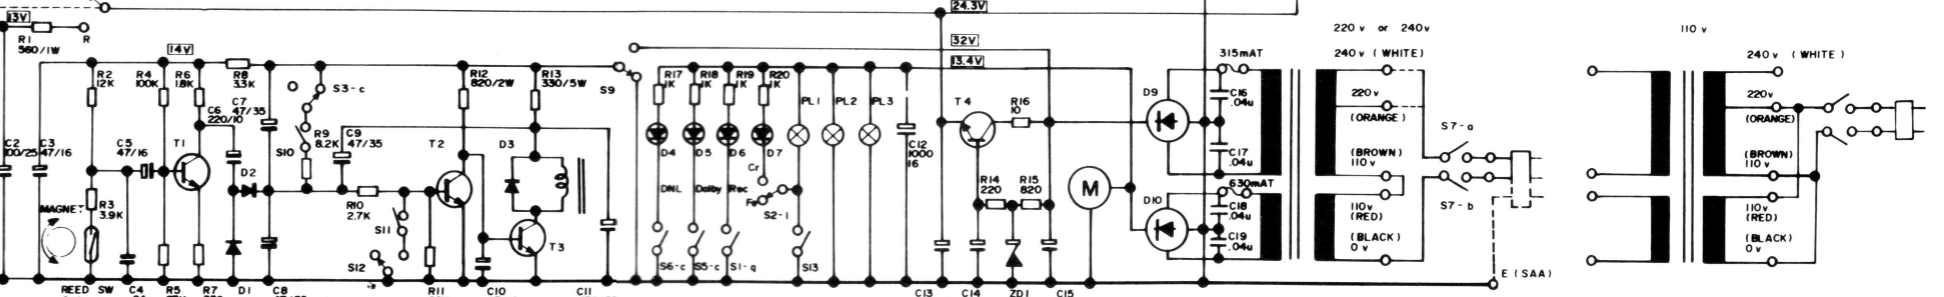 13V
R1
560/1W
R
C2
100/25
C3
47/16
MAGNET
R2
12K
R3
3.9K
REED SW
C5
47/16
C4
R4
100K
14V
R6
1.8K
T1
R5
R7
C6
220/10
R8
3.3K
C7
47/35
D2
D1
C8
S3-c
R9
8.2K
S10
C9
47/35
R10
2.7K
S11
S12
R11
T2
R12
820/2W
D3
C10
R13
330/5W
T3
C11
S9
R17
1K
R18
1K
R19
1K
R20
1K
D4
D5
D6
D7
DNL
Dolby
Rec
Cr
Fe
S2-1
S6-c
S5-c
S1-q
S13
PL1
PL2
PL3
C12
1000
16
24.3V
32V
13.4V
T4
R16
10
R14
220
R15
820
C13
C14
ZD1
C15
M
D9
D10
315mAT
C16
.04u
C17
.04u
630mAT
C18
.04u
C19
.04u
220 v or 240v
240v (WHITE)
220v
(ORANGE)
(BROWN)
110v
110v
(RED)
(BLACK)
0v
S7-a
S7-b
E (SAA)
110 v
240v (WHITE)
220v
(ORANGE)
(BROWN)
110v
110v
(RED)
(BLACK)
0v